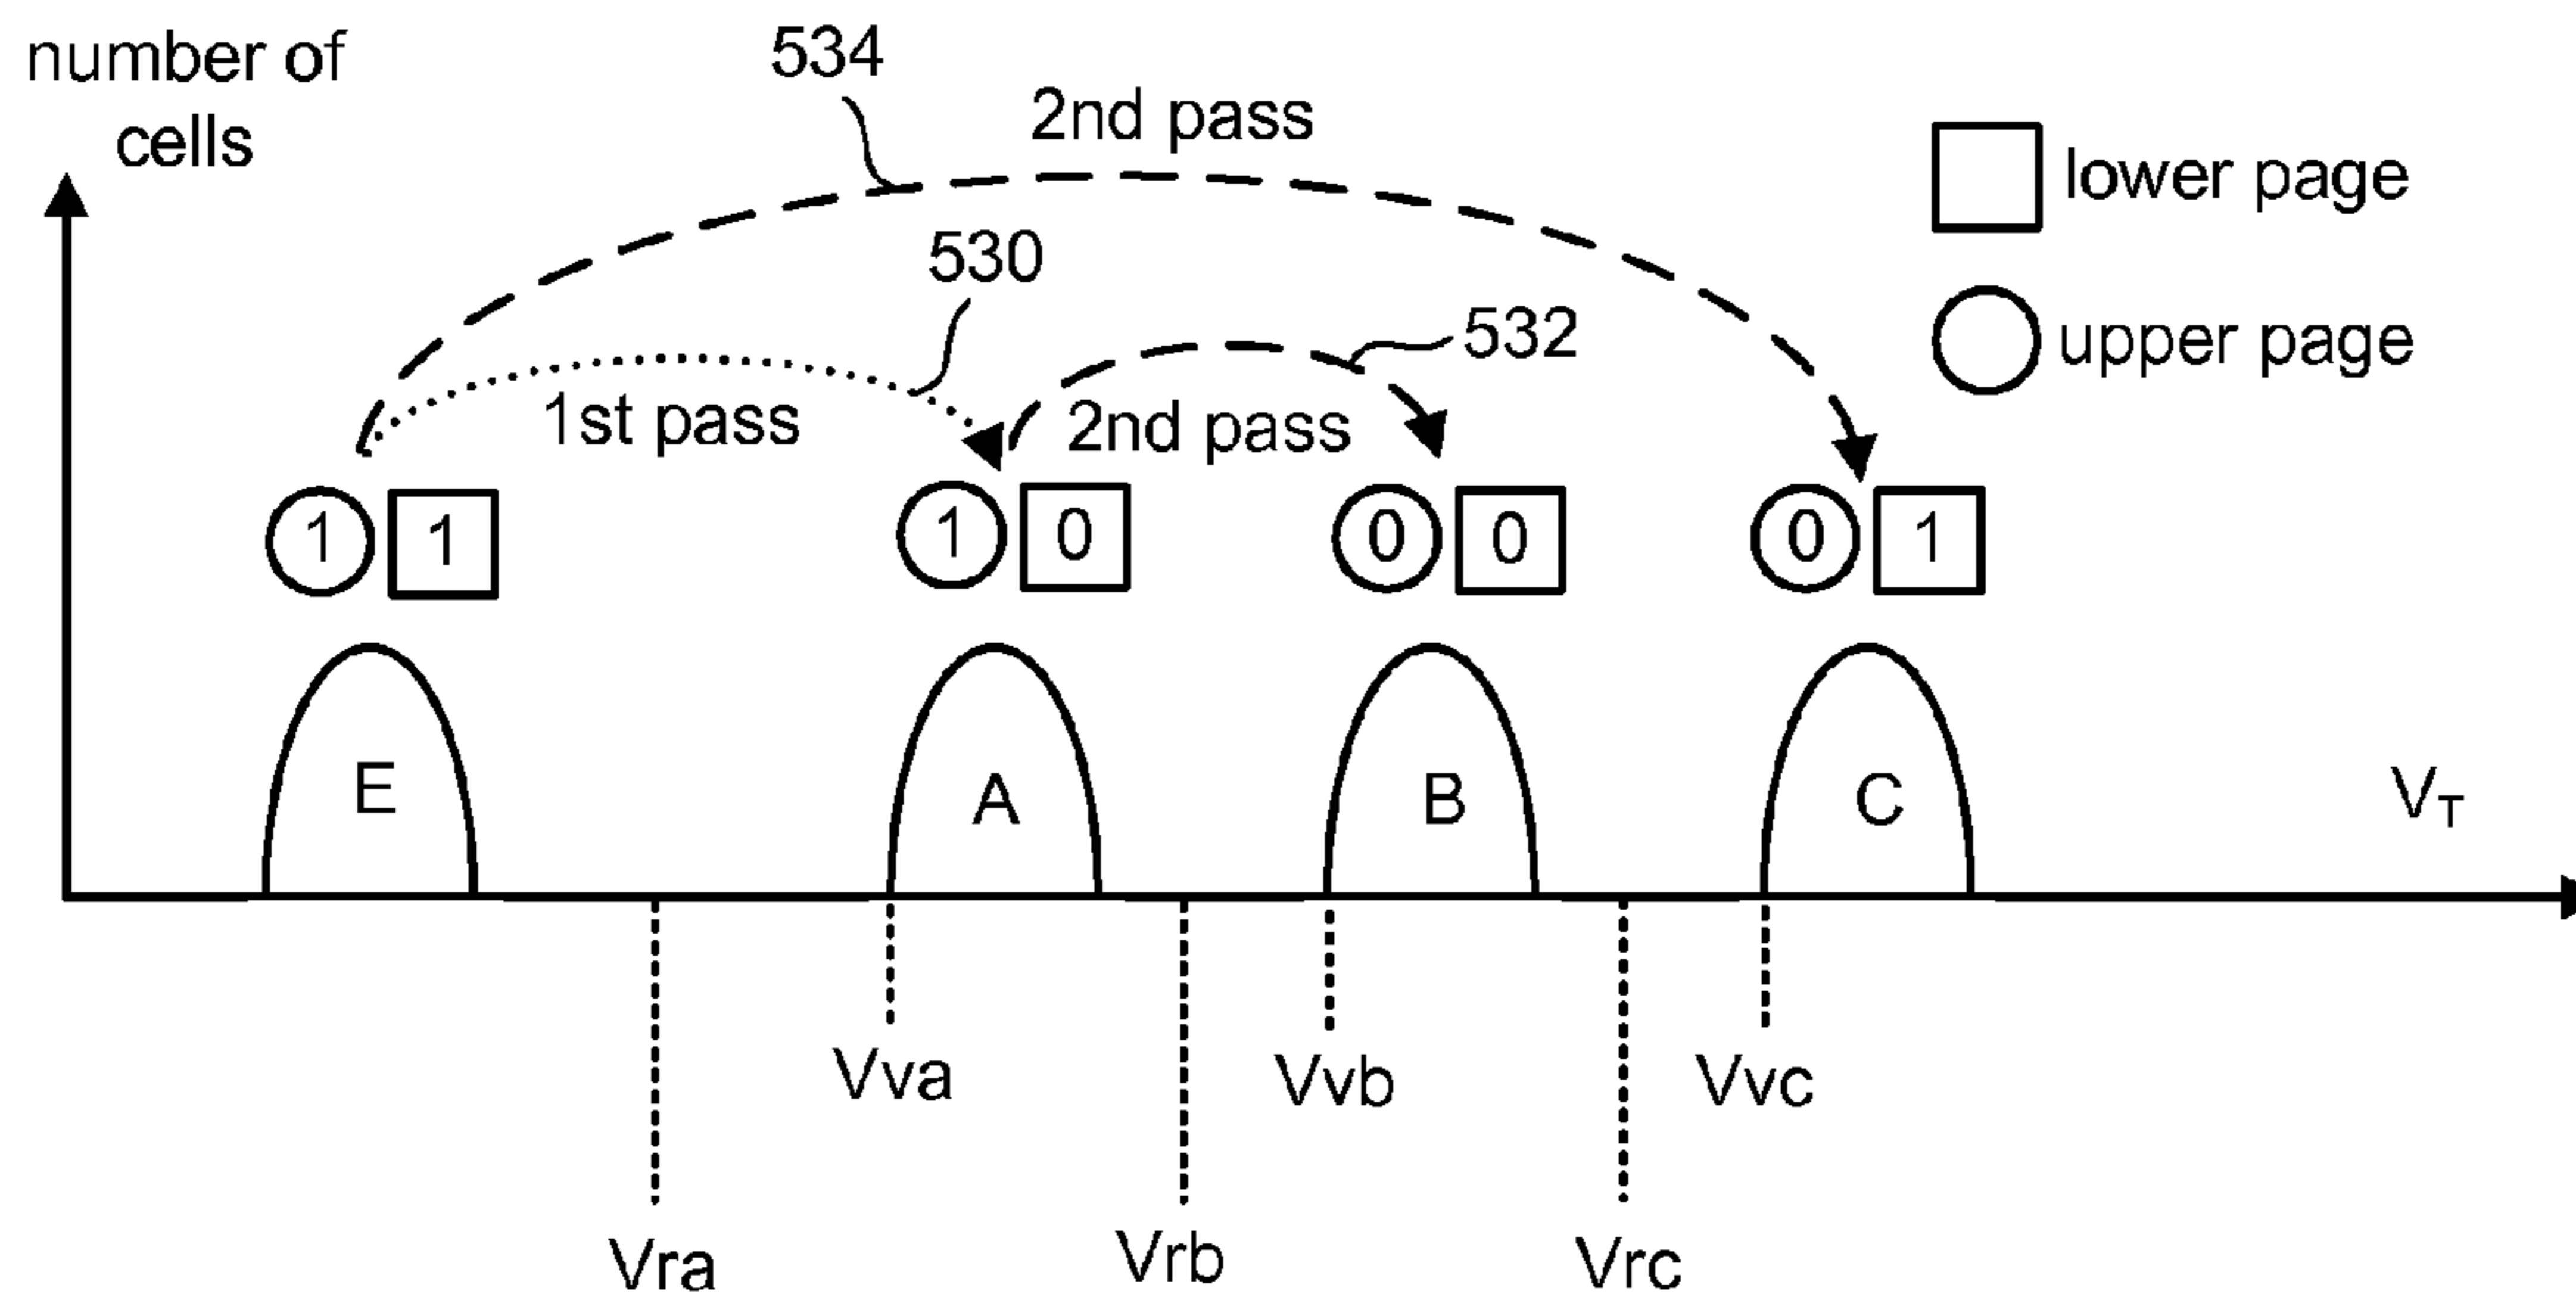 number of
cells
534
2nd pass
lower page
530
532
upper page
1st pass
2nd pass
1 1
1 0
0 0
0 1
E
A
B
C
VT
Vva
Vvb
Vvc
Vra
Vrb
Vrc